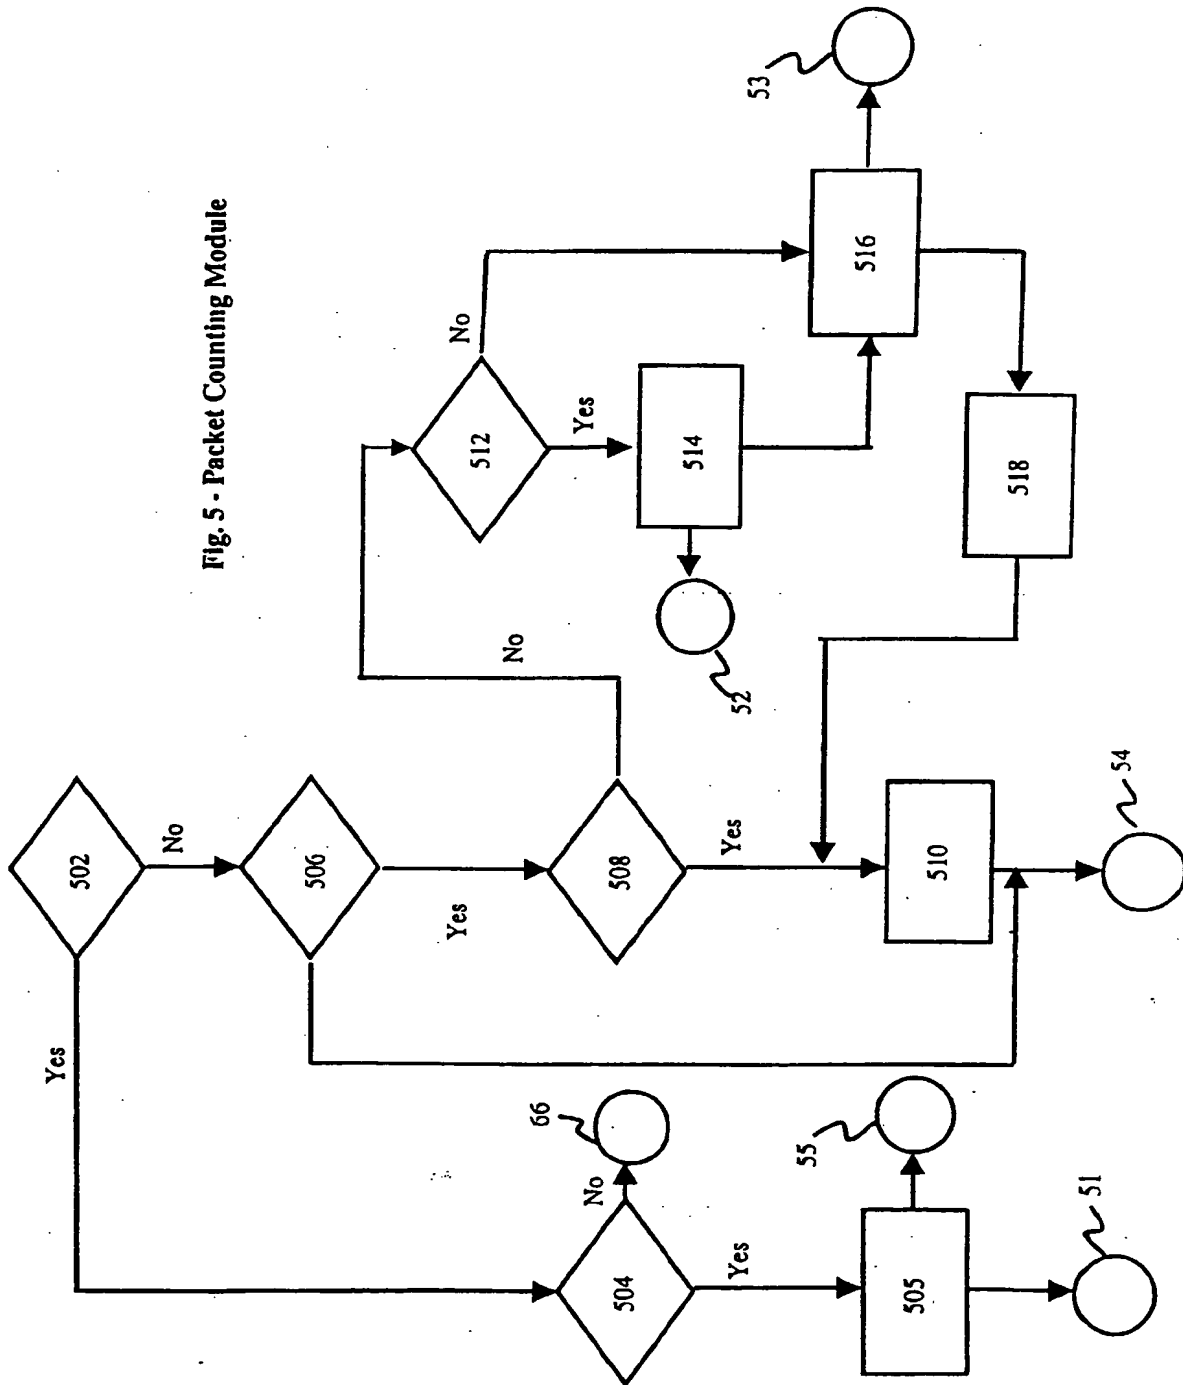 Fig. 5 - Packet Counting Module
502
Yes
No
506
Yes
508
No
Yes
510
54
512
No
Yes
514
52
516
53
518
504
No
66
Yes
505
55
51